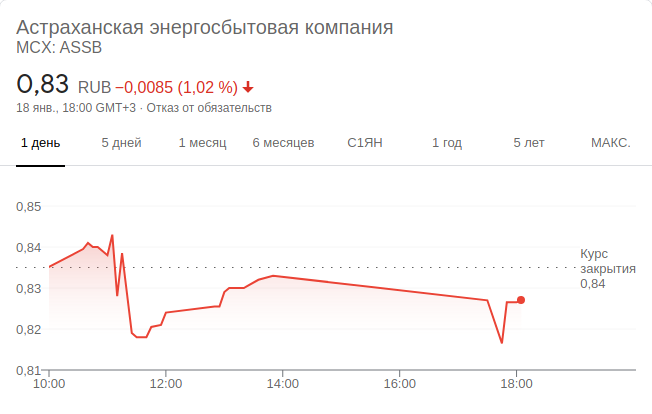 Астраханская энергосбытовая компания
MCX: ASSB
0,83 RUB −0,0085 (1,02 %)
18 янв., 18:00 GMT+3 · Отказ от обязательств
1 день 5 дней 1 месяц 6 месяцев С1ЯН 1 год 5 лет МАКС.
0,85
0,84
Курс
закрытия
0,84
0,83
0,82
0,81
10:00 12:00 14:00 16:00 18:00